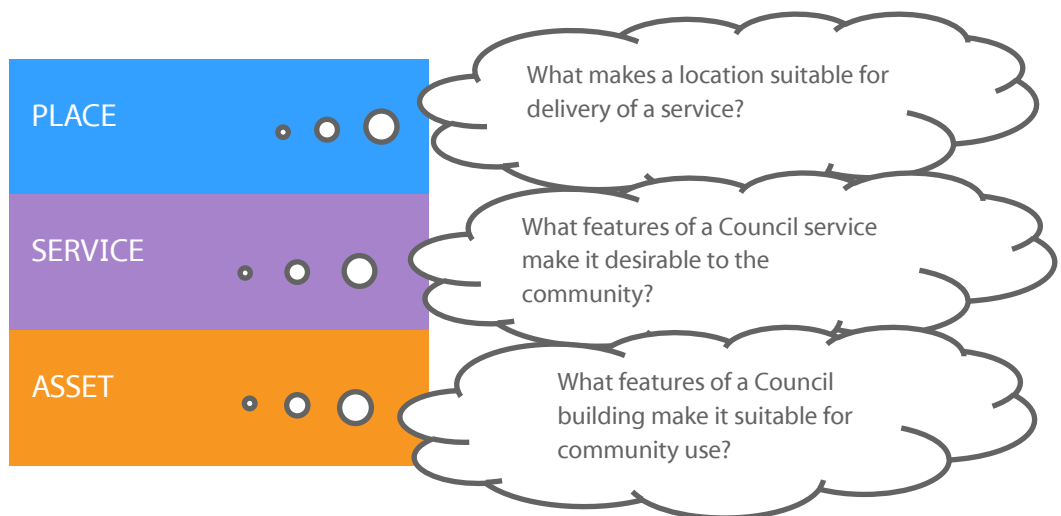 PLACE
What makes a location suitable for
delivery of a service?
SERVICE
What features of a Council service
make it desirable to the
community?
ASSET
What features of a Council
building make it suitable for
community use?